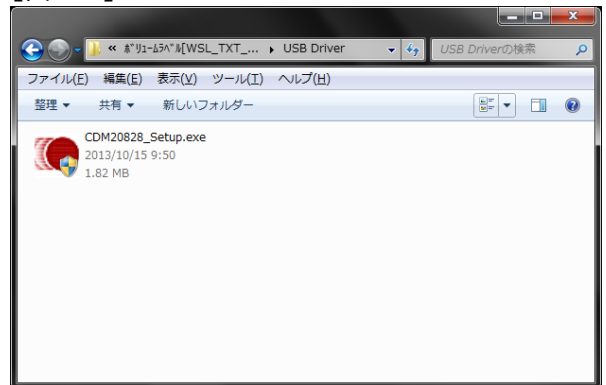 « ﾎﾞﾘｭｰﾑﾗﾍﾞﾙ[WSL_TXT_... ▸ USB Driver USB Driverの検索
ファイル(F) 編集(E) 表示(V) ツール(T) ヘルプ(H)
整理 ▼ 共有 ▼ 新しいフォルダー
CDM20828_Setup.exe
2013/10/15 9:50
1.82 MB